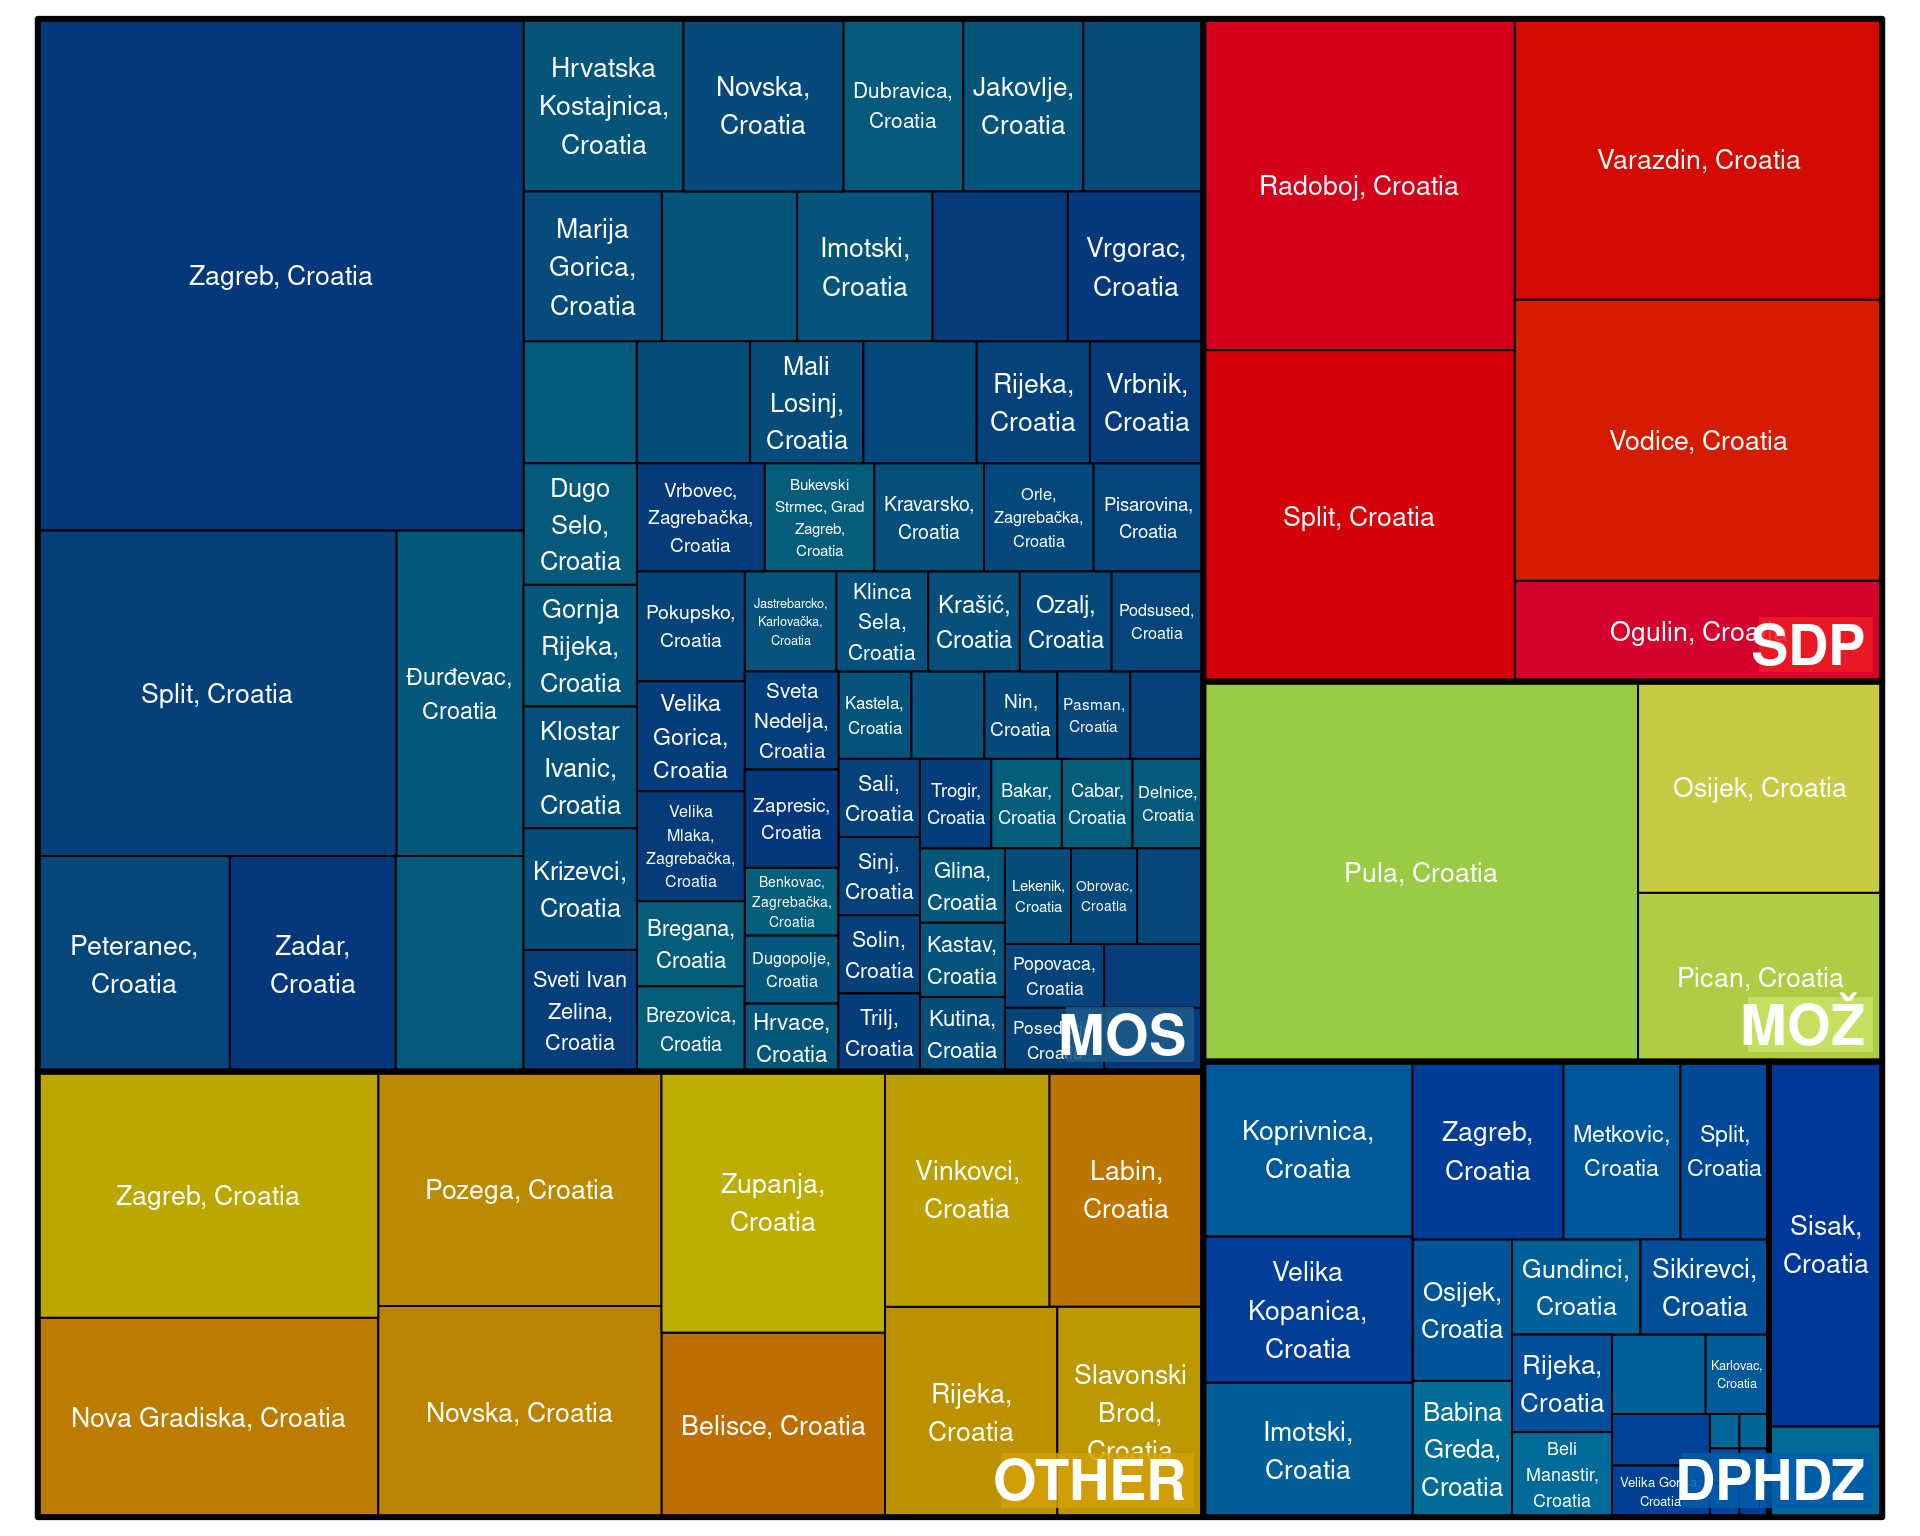 Zagreb, Croatia
Hrvatska
Kostajnica,
Croatia
Novska,
Croatia
Dubravica,
Croatia
Jakovlje,
Croatia
Marija
Gorica,
Croatia
Imotski,
Croatia
Vrgorac,
Croatia
Mali
Losinj,
Croatia
Rijeka,
Croatia
Vrbnik,
Croatia
Dugo
Selo,
Croatia
Vrbovec,
Zagrebačka,
Croatia
Bukevski
Strmec, Grad
Zagreb,
Croatia
Kravarsko,
Croatia
Orle,
Zagrebačka,
Croatia
Pisarovina,
Croatia
Split, Croatia
Đurđevac,
Croatia
Gornja
Rijeka,
Croatia
Pokupsko,
Croatia
Jastrebarcko,
Karlovačka,
Croatia
Klinca
Sela,
Croatia
Krašić,
Croatia
Ozalj,
Croatia
Podsused,
Croatia
Klostar
Ivanic,
Croatia
Velika
Gorica,
Croatia
Sveta
Nedelja,
Croatia
Kastela,
Croatia
Nin,
Croatia
Pasman,
Croatia
Velika
Mlaka,
Zagrebačka,
Croatia
Zapresic,
Croatia
Sali,
Croatia
Trogir,
Croatia
Bakar,
Croatia
Cabar,
Croatia
Delnice,
Croatia
Peteranec,
Croatia
Zadar,
Croatia
Krizevci,
Croatia
Sinj,
Croatia
Glina,
Croatia
Lekenik,
Croatia
Obrovac,
Croatia
Bregana,
Croatia
Benkovac,
Zagrebačka,
Croatia
Solin,
Croatia
Kastav,
Croatia
Popovaca,
Croatia
Sveti Ivan
Zelina,
Croatia
Brezovica,
Croatia
Dugopolje,
Croatia
Hrvace,
Croatia
Trilj,
Croatia
Kutina,
Croatia
MOS
Radoboj, Croatia
Varazdin, Croatia
Split, Croatia
Vodice, Croatia
Ogulin, Croatia
SDP
Pula, Croatia
Osijek, Croatia
Pican, Croatia
MOŽ
Zagreb, Croatia
Pozega, Croatia
Zupanja,
Croatia
Vinkovci,
Croatia
Labin,
Croatia
Nova Gradiska, Croatia
Novska, Croatia
Belisce, Croatia
Rijeka,
Croatia
Slavonski
Brod,
Croatia
OTHER
Koprivnica,
Croatia
Zagreb,
Croatia
Metkovic,
Croatia
Split,
Croatia
Sisak,
Croatia
Velika
Kopanica,
Croatia
Osijek,
Croatia
Gundinci,
Croatia
Sikirevci,
Croatia
Rijeka,
Croatia
Karlovac,
Croatia
Imotski,
Croatia
Babina
Greda,
Croatia
Beli
Manastir,
Croatia
Velika Gorica,
Croatia
DPHDZ